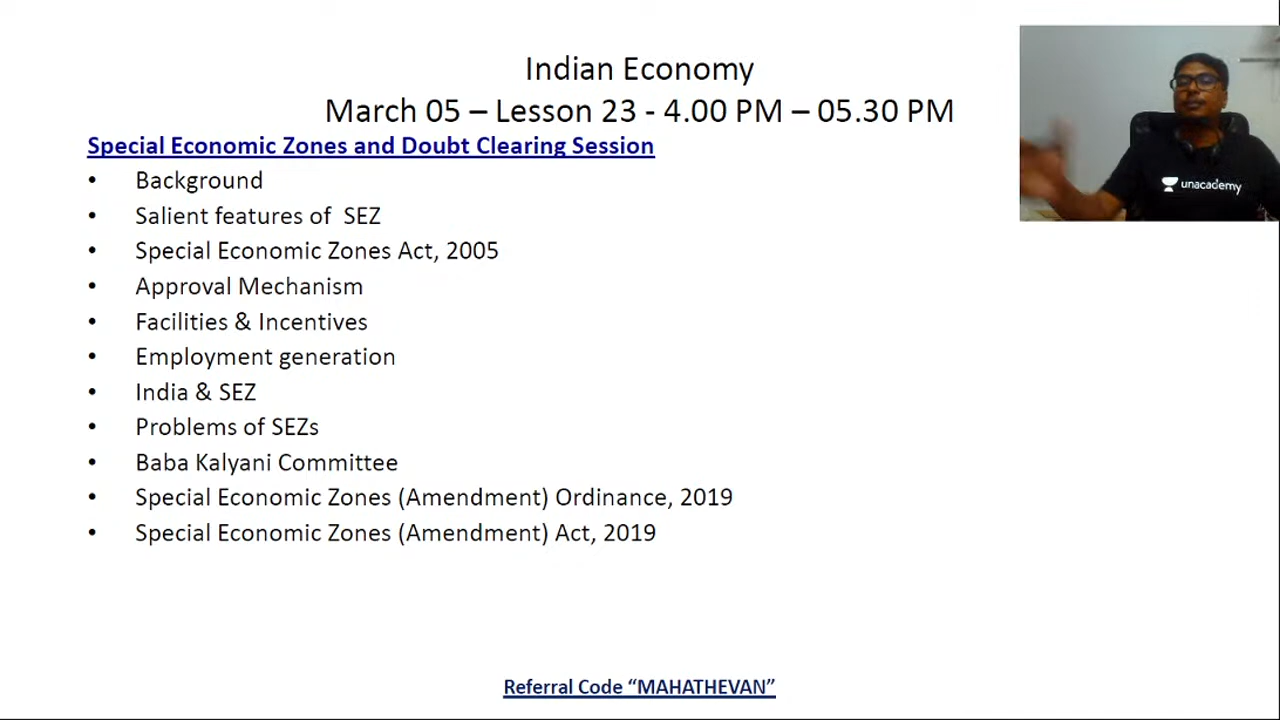 Indian Economy
March 05 – Lesson 23 - 4.00 PM – 05.30 PM
Special Economic Zones and Doubt Clearing Session
• Background
• Salient features of SEZ
• Special Economic Zones Act, 2005
• Approval Mechanism
• Facilities & Incentives
• Employment generation
• India & SEZ
• Problems of SEZs
• Baba Kalyani Committee
• Special Economic Zones (Amendment) Ordinance, 2019
• Special Economic Zones (Amendment) Act, 2019
unacademy
Referral Code “MAHATHEVAN”